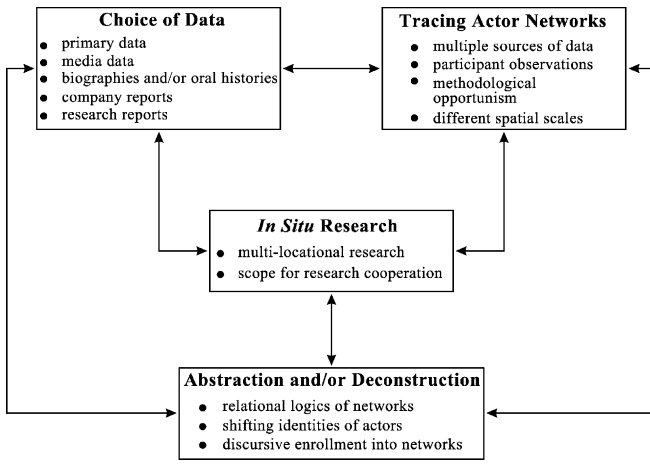 Choice of Data
● primary data
● media data
● biographies and/or oral histories
● company reports
● research reports
Tracing Actor Networks
● multiple sources of data
● participant observations
● methodological
opportunism
● different spatial scales
In Situ Research
● multi-locational research
● scope for research cooperation
Abstraction and/or Deconstruction
● relational logics of networks
● shifting identities of actors
● discursive enrollment into networks